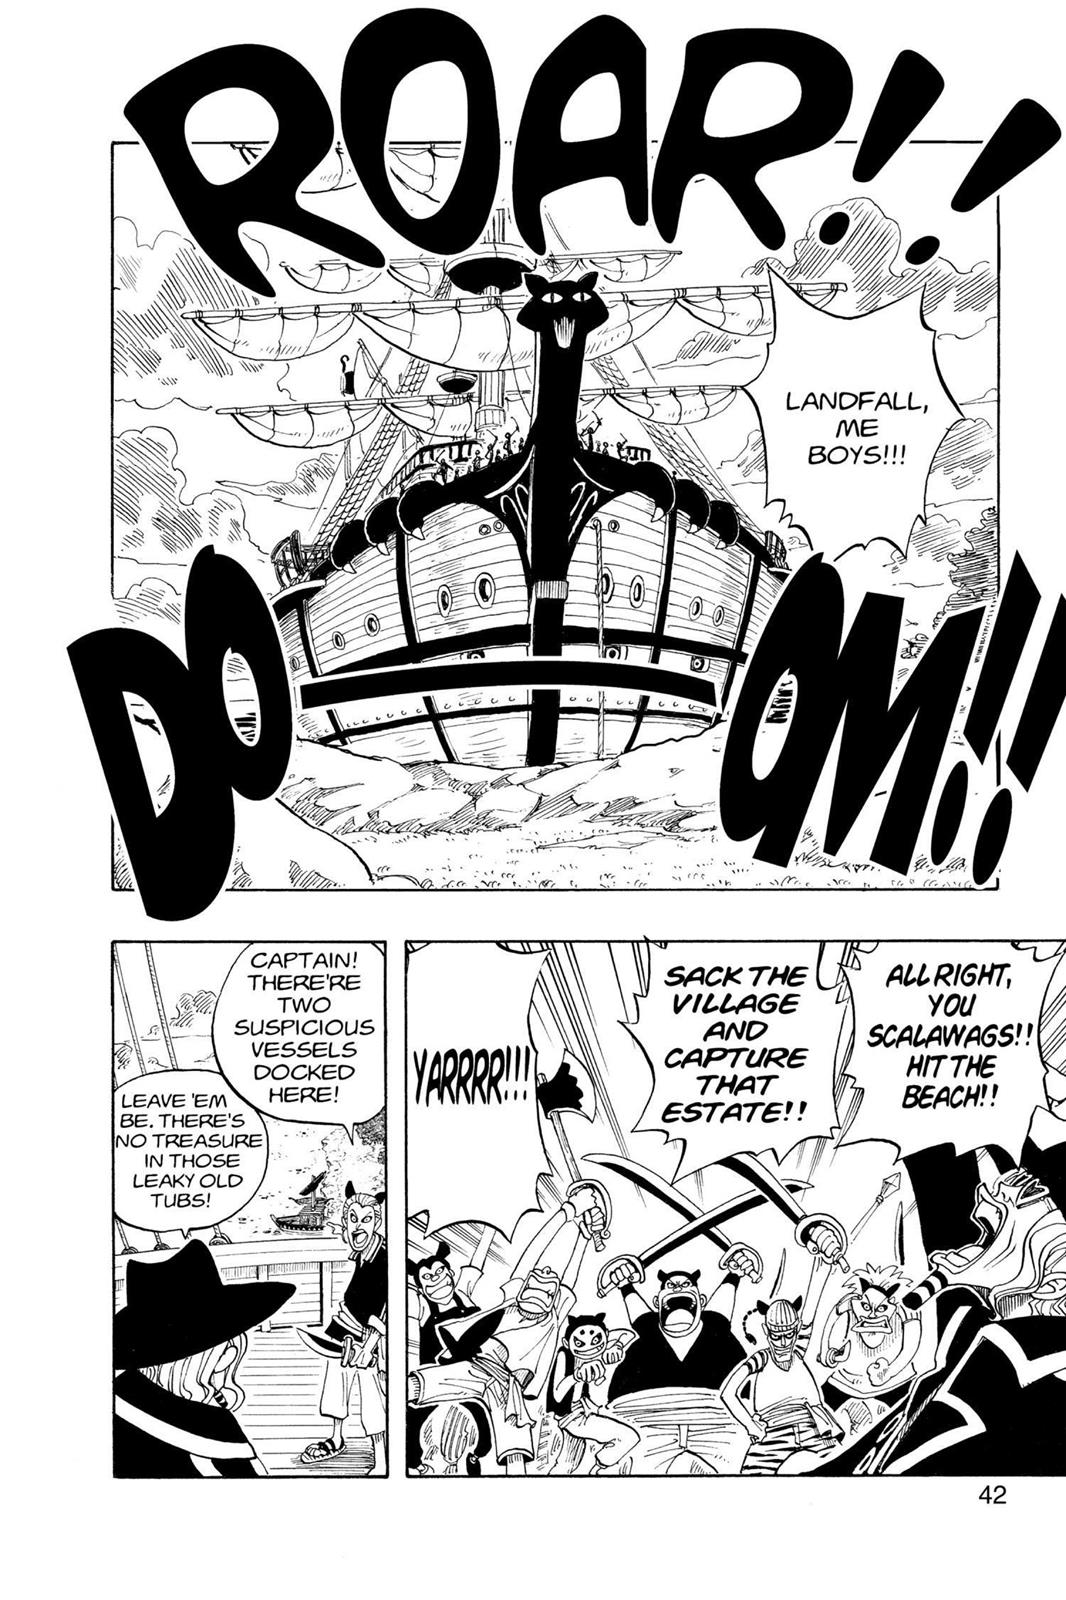 ROAR!!
LANDFALL,
ME
BOYS!!!
DOOM!!
ALL RIGHT,
YOU
SCALAWAGS!!
HIT THE
BEACH!!
SACK THE
VILLAGE
AND
CAPTURE
THAT
ESTATE!!
YARRRR!!!
CAPTAIN!
THERE'RE
TWO
SUSPICIOUS
VESSELS
DOCKED
HERE!
LEAVE 'EM
BE. THERE'S
NO TREASURE
IN THOSE
LEAKY OLD
TUBS!
42